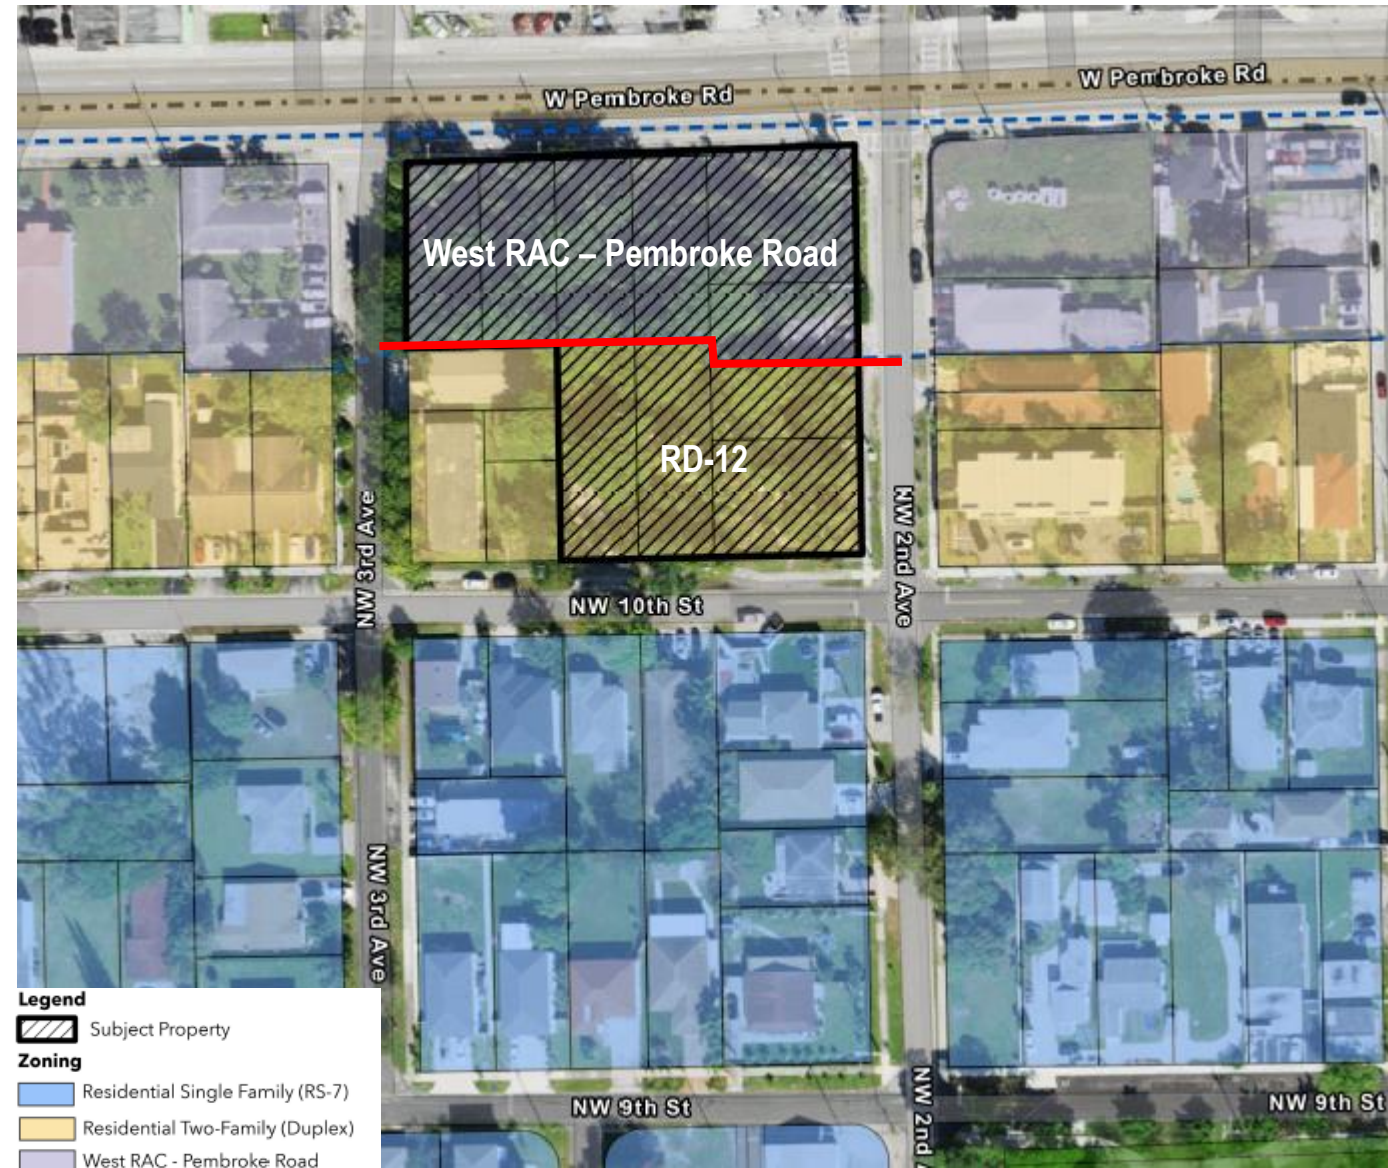 W Pembroke Rd
W Pembroke Rd
West RAC – Pembroke Road
RD-12
NW 3rd Ave
NW 2nd Ave
NW 10th St
NW 3rd Ave
NW 2nd A
NW 9th St
NW 9th St
Legend
Subject Property
Zoning
Residential Single Family (RS-7)
Residential Two-Family (Duplex)
West RAC - Pembroke Road